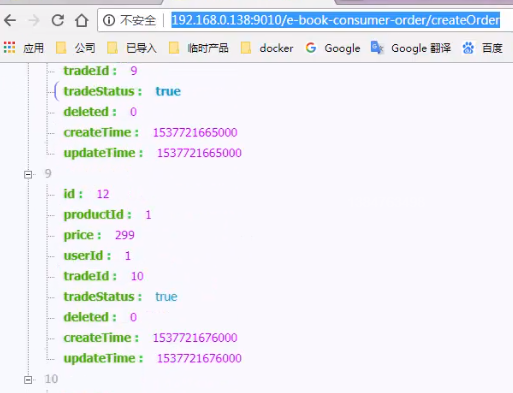 不安全 | 192.168.0.138:9010/e-book-consumer-order/createOrder
应用 公司 已导入 临时产品 docker Google Google 翻译 百度
tradeId : 9
tradeStatus : true
deleted : 0
createTime : 1537721665000
updateTime : 1537721665000
9
id : 12
productId : 1
price : 299
userId : 1
tradeId : 10
tradeStatus : true
deleted : 0
createTime : 1537721676000
updateTime : 1537721676000
10